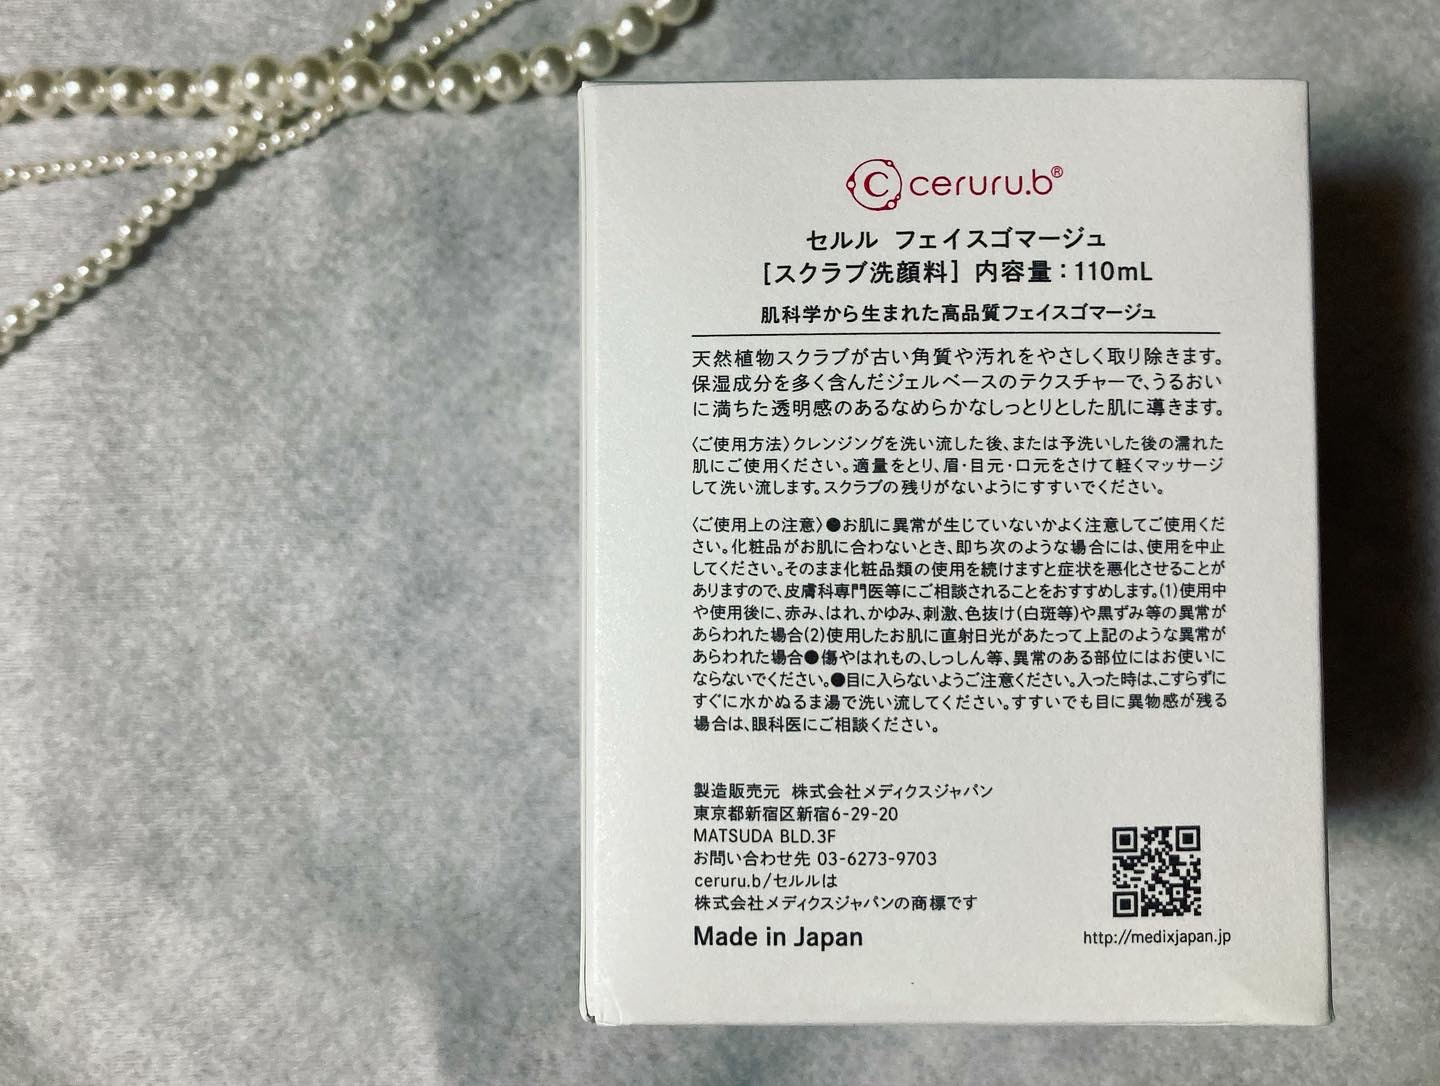 C ceruru.b®
セルル フェイスゴマージュ
[スクラブ洗顔料] 内容量：110mL
肌科学から生まれた高品質フェイスゴマージュ
天然植物スクラブが古い角質や汚れをやさしく取り除きます。
保湿成分を多く含んだジェルベースのテクスチャーで、うるおい
に満ちた透明感のあるなめらかなしっとりとした肌に導きます。
〈ご使用方法〉クレンジングを洗い流した後、または予洗いした後の濡れた
肌にご使用ください。適量をとり、眉・目元・口元をさけて軽くマッサージ
して洗い流します。スクラブの残りがないようにすすいでください。
〈ご使用上の注意〉●お肌に異常が生じていないかよく注意してご使用くだ
さい。化粧品がお肌に合わないとき、即ち次のような場合には、使用を中止
してください。そのまま化粧品類の使用を続けますと症状を悪化させることが
ありますので、皮膚科専門医等にご相談されることをおすすめします。(1)使用中
や使用後に、赤み、はれ、かゆみ、刺激、色抜け(白斑等)や黒ずみ等の異常が
あらわれた場合(2)使用したお肌に直射日光があたって上記のような異常が
あらわれた場合●傷やはれもの、しっしん等、異常のある部位にはお使いに
ならないでください。●目に入らないようご注意ください。入った時は、こすらずに
すぐに水かぬるま湯で洗い流してください。すすいでも目に異物感が残る
場合は、眼科医にご相談ください。
製造販売元 株式会社メディクスジャパン
東京都新宿区新宿6-29-20
MATSUDA BLD.3F
お問い合わせ先 03-6273-9703
ceruru.b/セルルは
株式会社メディクスジャパンの商標です
Made in Japan
http://medixjapan.jp